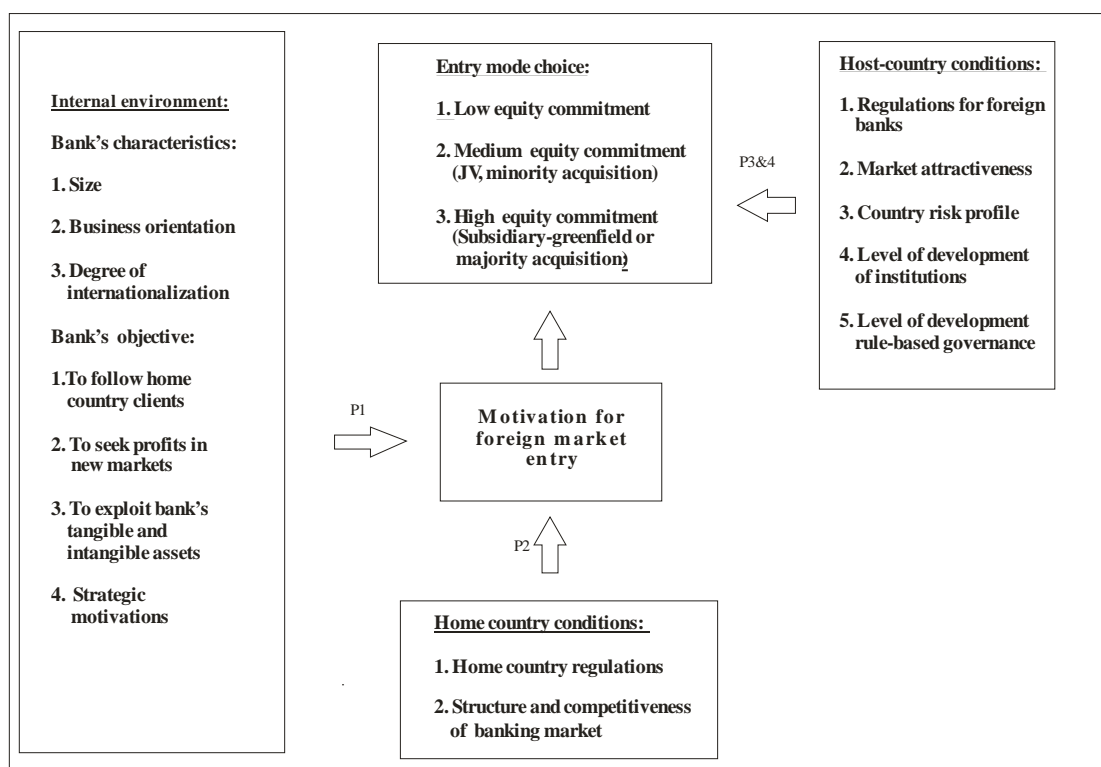 Internal environment:
Bank's characteristics:
1. Size
2. Business orientation
3. Degree of
internationalization
Bank's objective:
1.To follow home
country clients
2. To seek profits in
new markets
3. To exploit bank's
tangible and
intangible assets
4. Strategic
motivations
P1
Entry mode choice:
1. Low equity commitment
2. Medium equity commitment
(JV, minority acquisition)
3. High equity commitment
(Subsidiary-greenfield or
majority acquisition)
Motivation for
foreign market
entry
P2
Home country conditions:
1. Home country regulations
2. Structure and competitiveness
of banking market
P3&4
Host-country conditions:
1. Regulations for foreign
banks
2. Market attractiveness
3. Country risk profile
4. Level of development
of institutions
5. Level of development
rule-based governance